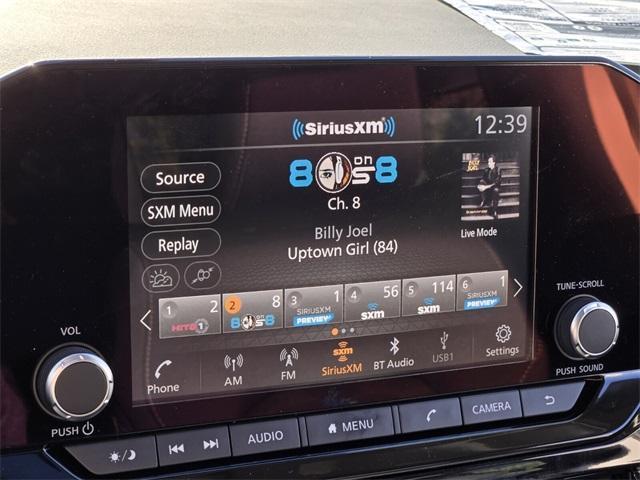 SiriusXM
12:39
Source
80s on 8
Ch. 8
BILLY JOEL
SXM Menu
Replay
Billy Joel
Uptown Girl (84)
Live Mode
1 2 HITS 1
2 8 80s on 8
3 1 SIRIUSXM PREVIEW
4 56 sxm
5 114 sxm
6 1 SIRIUSXM PREVIEW
Phone
AM
FM
sxm SiriusXM
BT Audio
USB1
Settings
VOL
PUSH
TUNE·SCROLL
PUSH SOUND
AUDIO
MENU
CAMERA